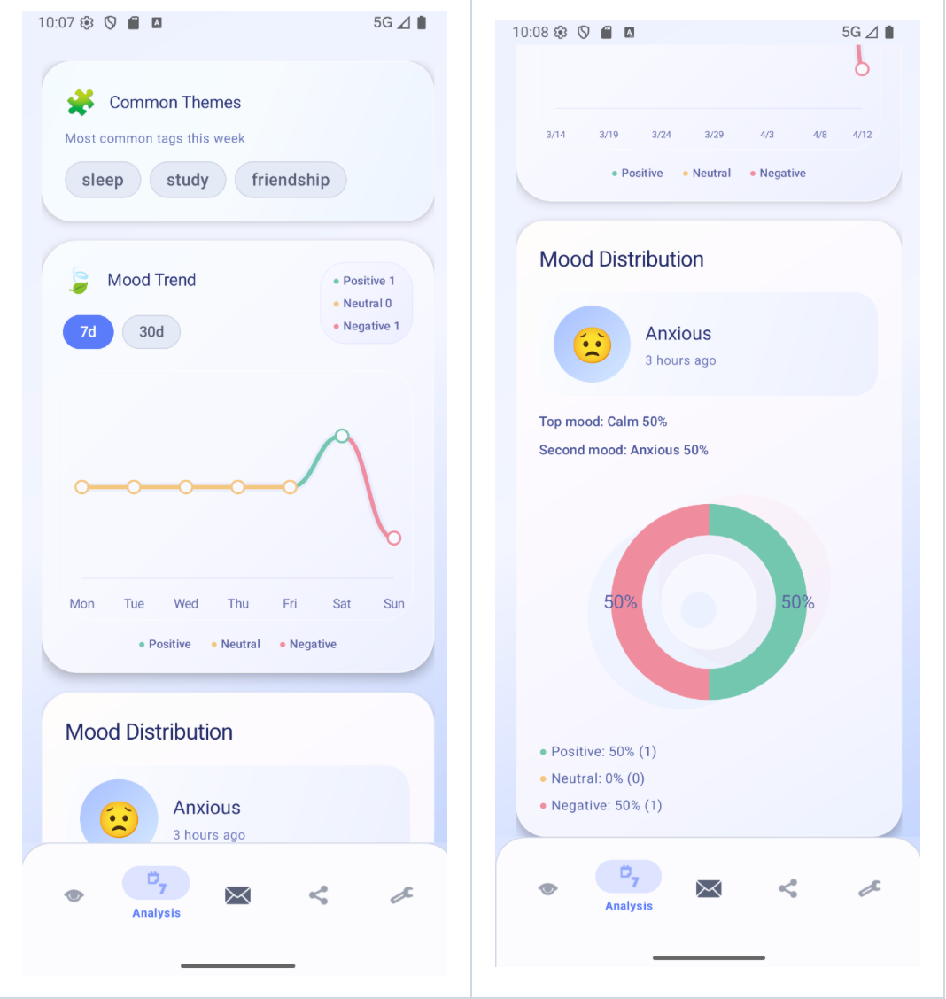 10:07
5G
Common Themes
Most common tags this week
sleep study friendship
Mood Trend
Positive 1
Neutral 0
Negative 1
7d 30d
Mon Tue Wed Thu Fri Sat Sun
Positive Neutral Negative
Mood Distribution
Anxious
3 hours ago
7
Analysis
10:08
5G
3/14 3/19 3/24 3/29 4/3 4/8 4/12
Positive Neutral Negative
Mood Distribution
Anxious
3 hours ago
Top mood: Calm 50%
Second mood: Anxious 50%
50% 50%
Positive: 50% (1)
Neutral: 0% (0)
Negative: 50% (1)
7
Analysis